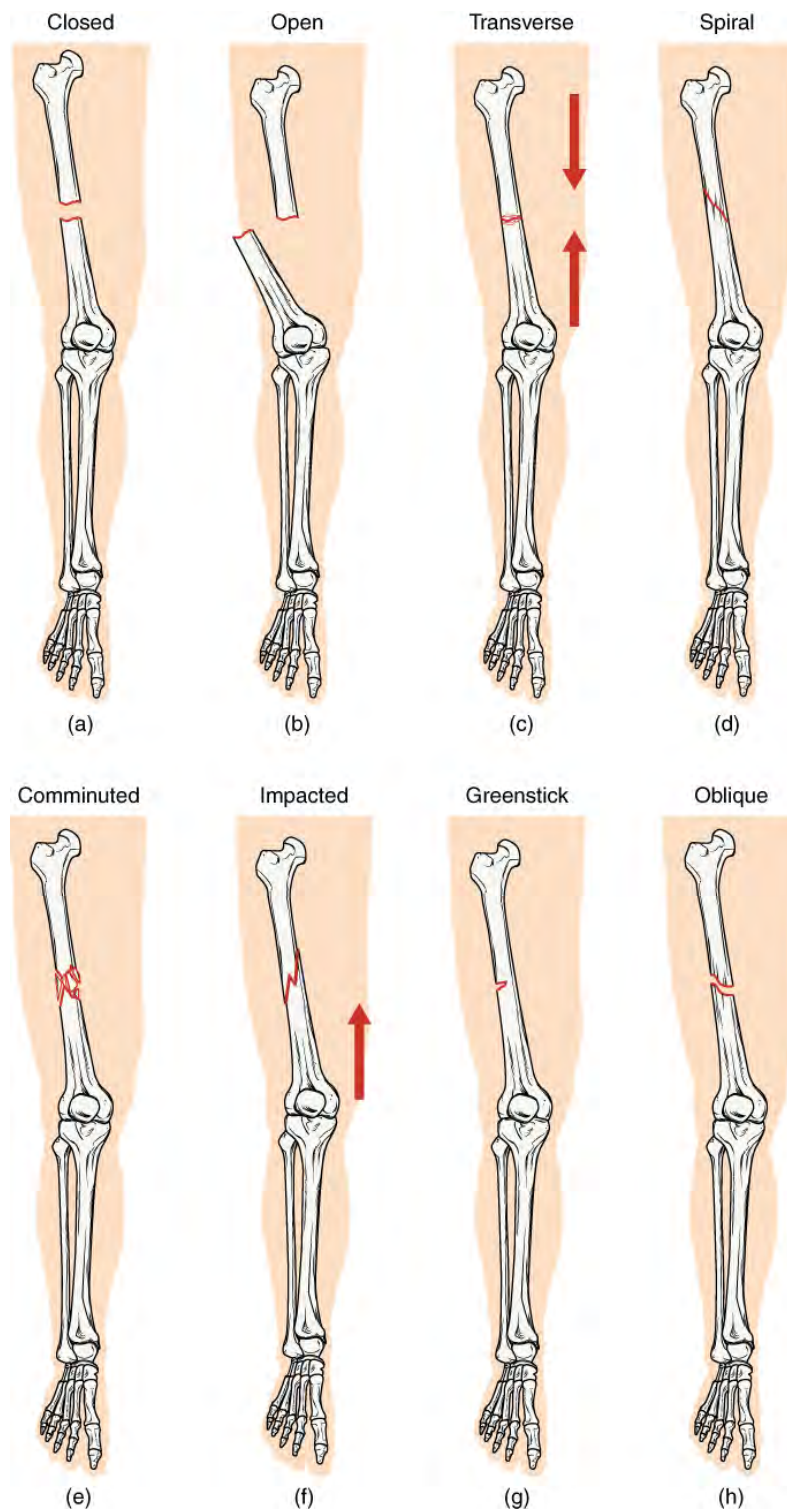 Closed Open Transverse Spiral
(a) (b) (c) (d)
Comminuted Impacted Greenstick Oblique
(e) (f) (g) (h)